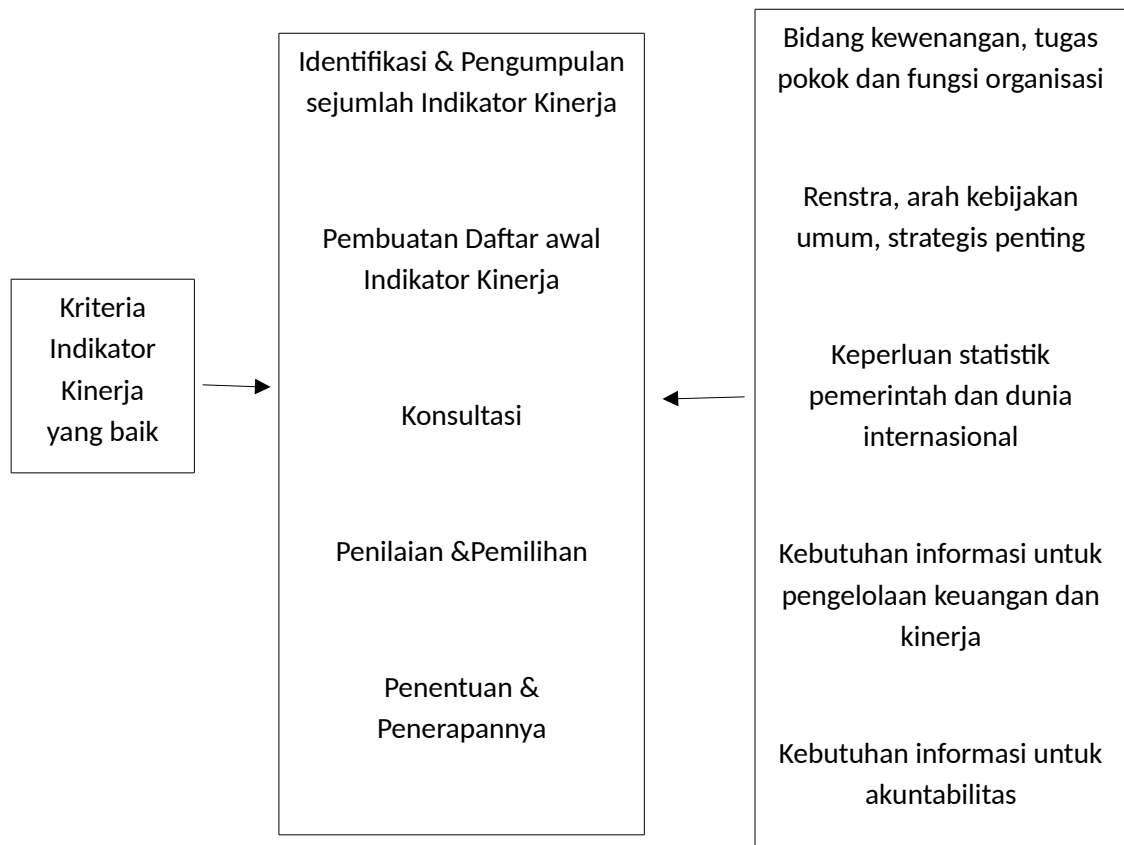 Kriteria
Indikator
Kinerja
yang baik
Identifikasi & Pengumpulan
sejumlah Indikator Kinerja
Pembuatan Daftar awal
Indikator Kinerja
Konsultasi
Penilaian &Pemilihan
Penentuan &
Penerapannya
Bidang kewenangan, tugas
pokok dan fungsi organisasi
Renstra, arah kebijakan
umum, strategis penting
Keperluan statistik
pemerintah dan dunia
internasional
Kebutuhan informasi untuk
pengelolaan keuangan dan
kinerja
Kebutuhan informasi untuk
akuntabilitas